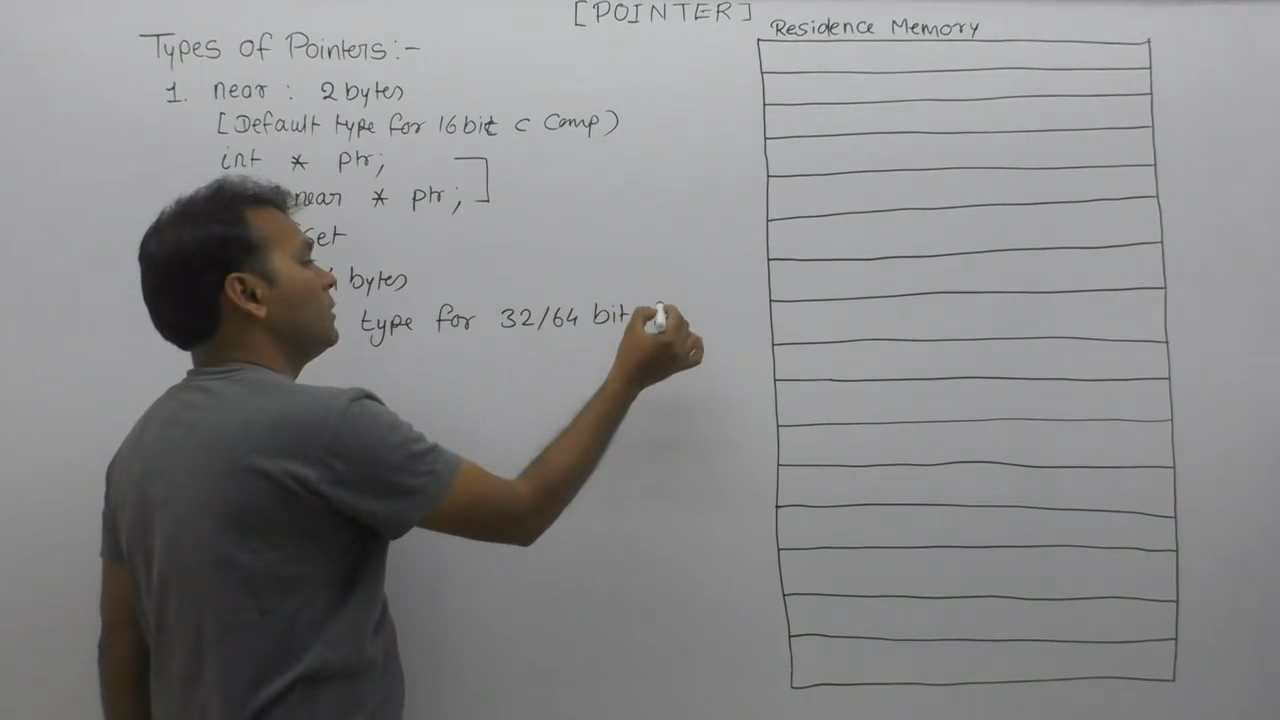 [POINTER]
Types of Pointers:-
1. near : 2 bytes
[Default type for 16 bit C Comp)
int * ptr;
near * ptr;
bytes
type for 32/64 bit
Residence Memory